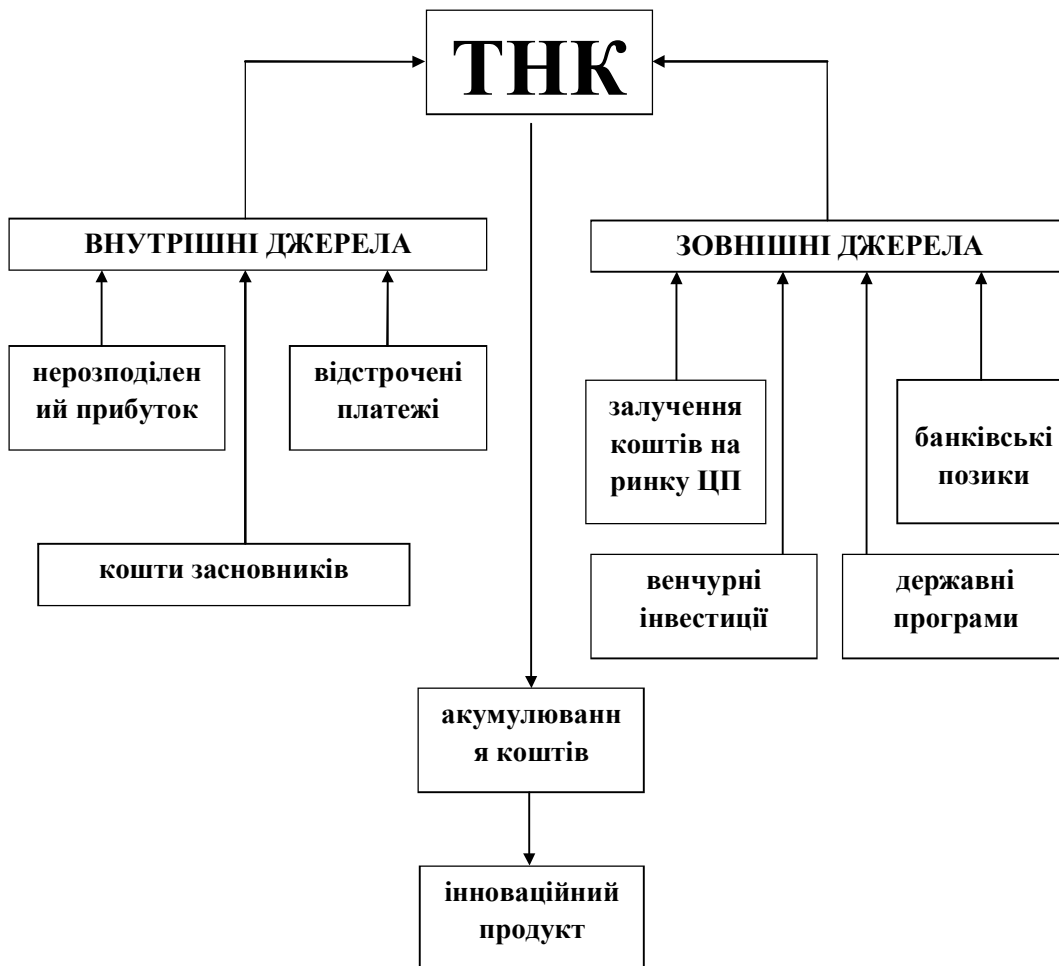 ТНК
ВНУТРІШНІ ДЖЕРЕЛА
ЗОВНІШНІ ДЖЕРЕЛА
нерозподілен
ий прибуток
відстрочені
платежі
кошти засновників
залучення
коштів на
ринку ЦП
банківські
позики
венчурні
інвестиції
державні
програми
акумулюванн
я коштів
інноваційний
продукт